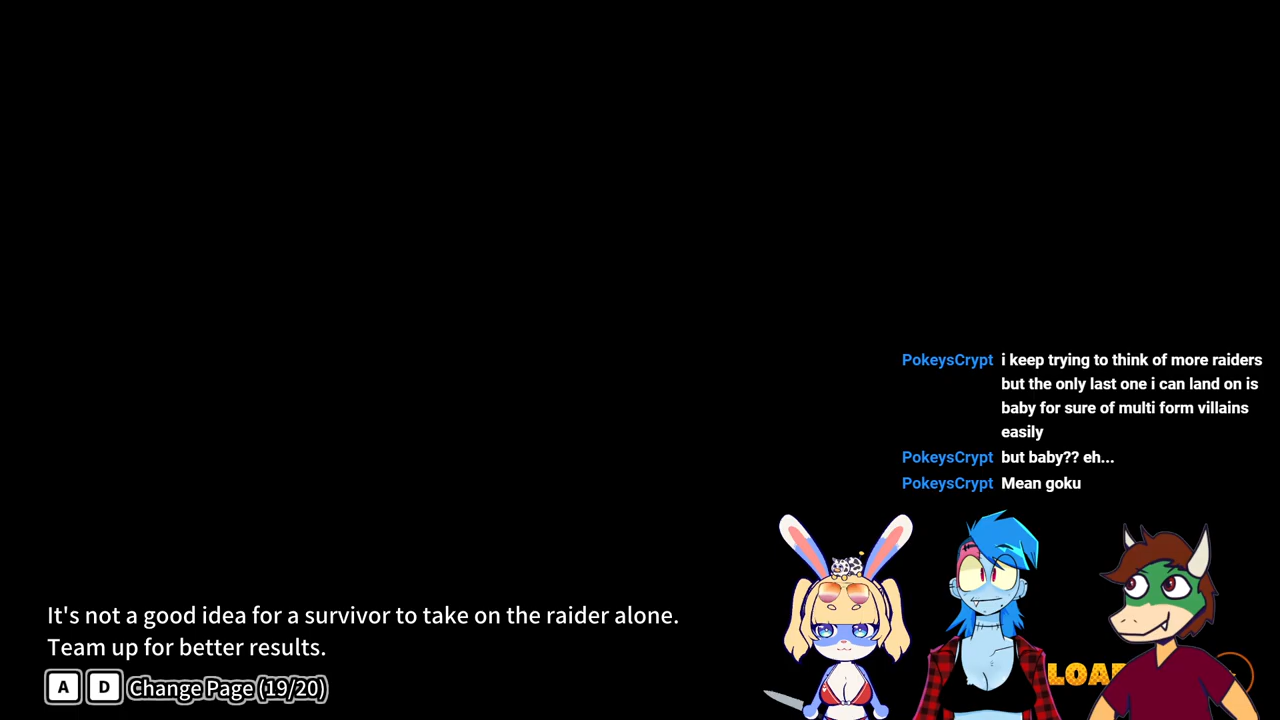 PokeysCrypt i keep trying to think of more raiders
but the only last one i can land on is
baby for sure of multi form villains
easily
PokeysCrypt but baby?? eh...
PokeysCrypt Mean goku
It's not a good idea for a survivor to take on the raider alone.
Team up for better results.
A D Change Page (19/20)